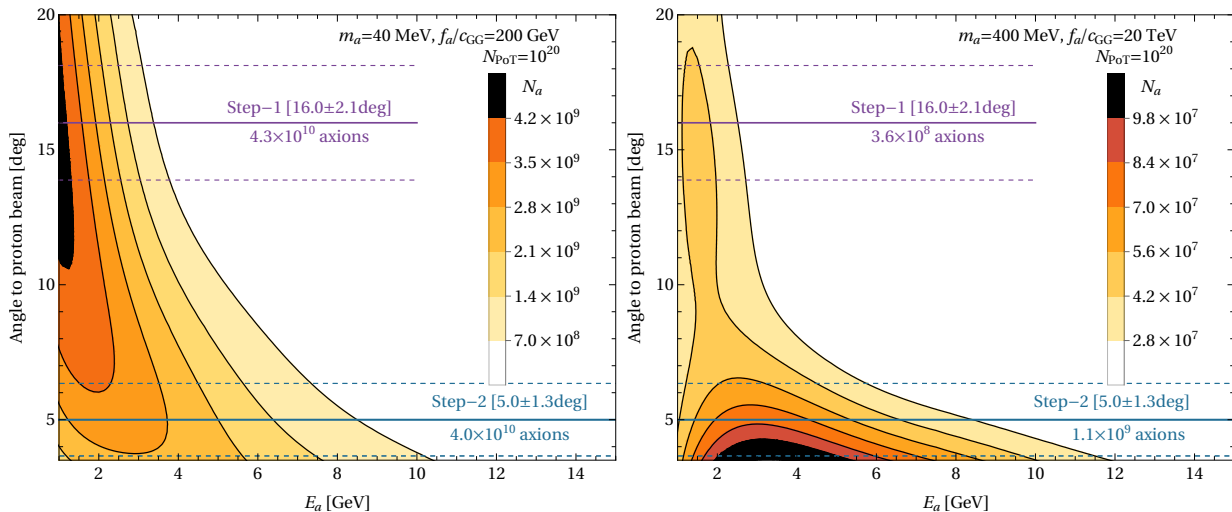 m_a=40 MeV, f_a/c_GG=200 GeV
N_PoT=10^20
N_a
4.2×10^9
3.5×10^9
2.8×10^9
2.1×10^9
1.4×10^9
7.0×10^8
Step−1 [16.0±2.1deg]
4.3×10^10 axions
Step−2 [5.0±1.3deg]
4.0×10^10 axions
Angle to proton beam [deg]
20
15
10
5
2 4 6 8 10 12 14
E_a [GeV]
m_a=400 MeV, f_a/c_GG=20 TeV
N_PoT=10^20
N_a
9.8×10^7
8.4×10^7
7.0×10^7
5.6×10^7
4.2×10^7
2.8×10^7
Step−1 [16.0±2.1deg]
3.6×10^8 axions
Step−2 [5.0±1.3deg]
1.1×10^9 axions
Angle to proton beam [deg]
20
15
10
5
2 4 6 8 10 12 14
E_a [GeV]